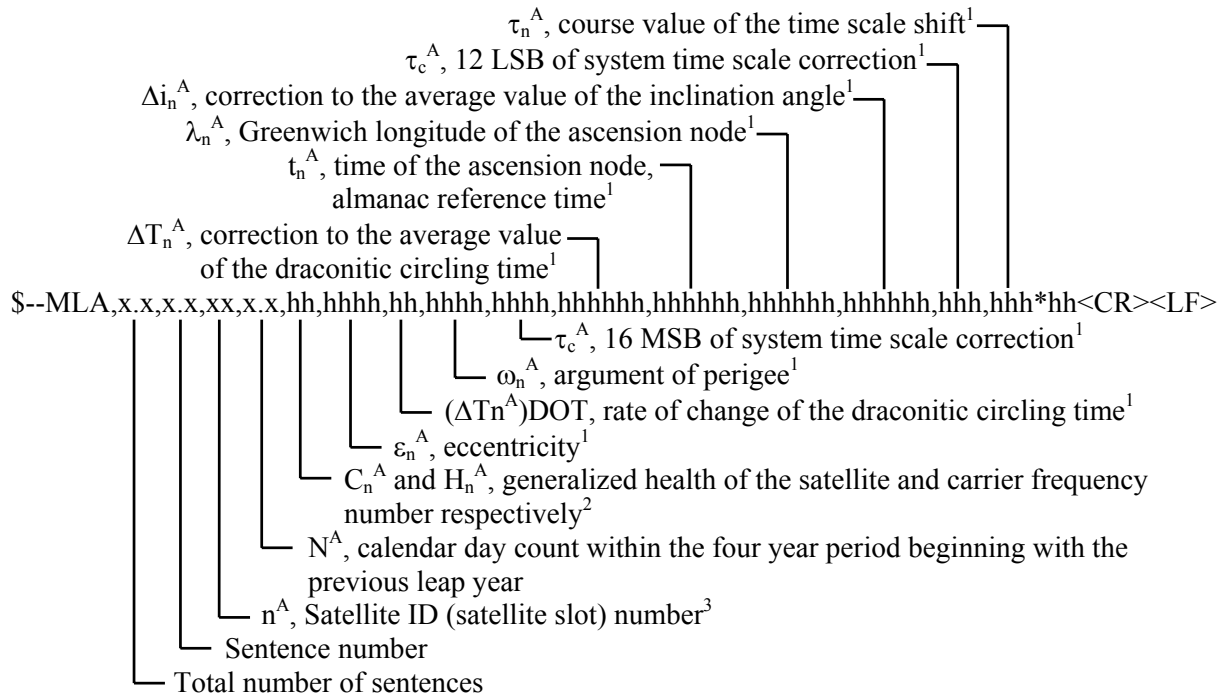 τₙᴬ, course value of the time scale shift¹
τ_cᴬ, 12 LSB of system time scale correction¹
Δiₙᴬ, correction to the average value of the inclination angle¹
λₙᴬ, Greenwich longitude of the ascension node¹
tₙᴬ, time of the ascension node,
almanac reference time¹
ΔTₙᴬ, correction to the average value
of the draconitic circling time¹
$--MLA,x.x,x.x,xx,x.x,hh,hhhh,hh,hhhh,hhhh,hhhhhh,hhhhhh,hhhhhh,hhhhhh,hhh,hhh*hh<CR><LF>
τ_cᴬ, 16 MSB of system time scale correction¹
ωₙᴬ, argument of perigee¹
(ΔTnᴬ)DOT, rate of change of the draconitic circling time¹
εₙᴬ, eccentricity¹
Cₙᴬ and Hₙᴬ, generalized health of the satellite and carrier frequency
number respectively²
Nᴬ, calendar day count within the four year period beginning with the
previous leap year
nᴬ, Satellite ID (satellite slot) number³
Sentence number
Total number of sentences